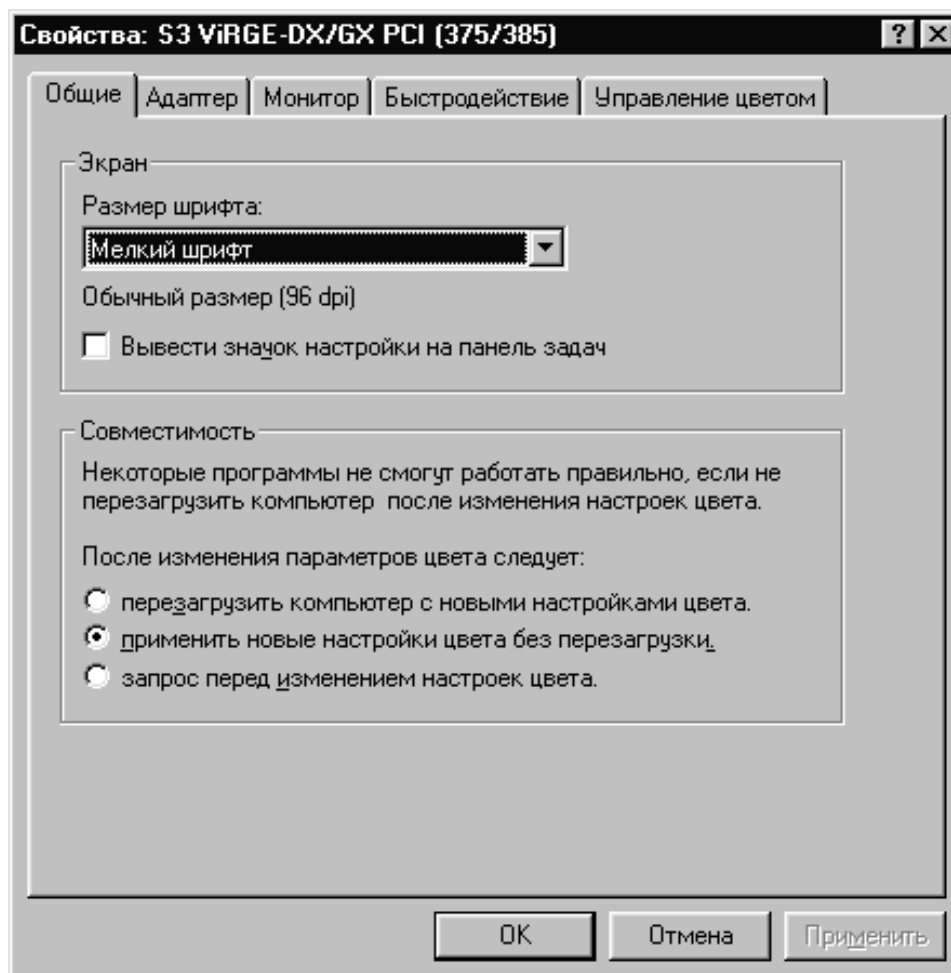 Свойства: S3 ViRGE-DX/GX PCI (375/385)
Общие Адаптер Монитор Быстродействие Управление цветом
Экран
Размер шрифта:
Мелкий шрифт
Обычный размер (96 dpi)
Вывести значок настройки на панель задач
Совместимость
Некоторые программы не смогут работать правильно, если не
перезагрузить компьютер после изменения настроек цвета.
После изменения параметров цвета следует:
перезагрузить компьютер с новыми настройками цвета.
применить новые настройки цвета без перезагрузки.
запрос перед изменением настроек цвета.
OK Отмена Применить